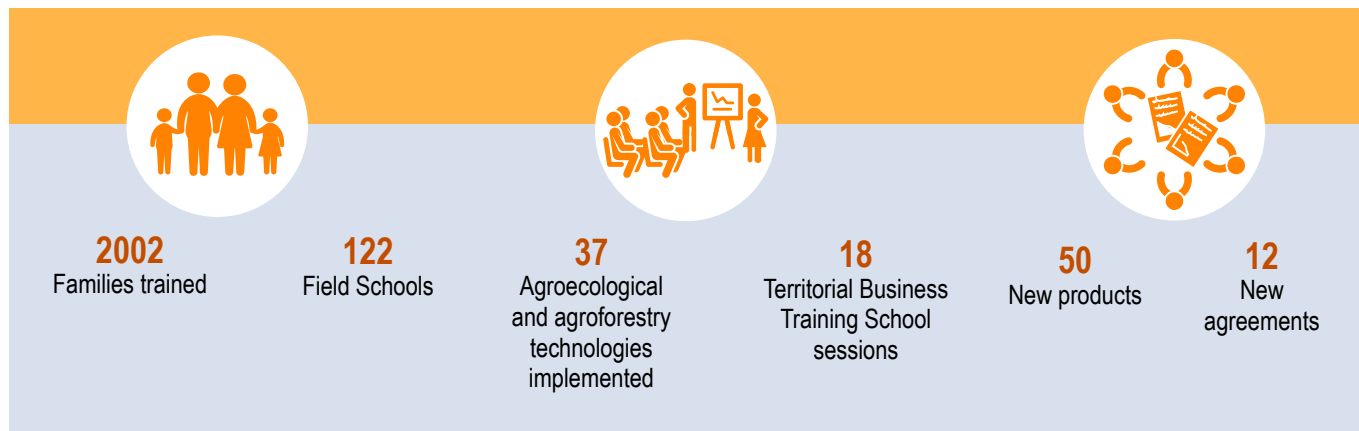 2002
Families trained
122
Field Schools
37
Agroecological
and agroforestry
technologies
implemented
18
Territorial Business
Training School
sessions
50
New products
12
New
agreements